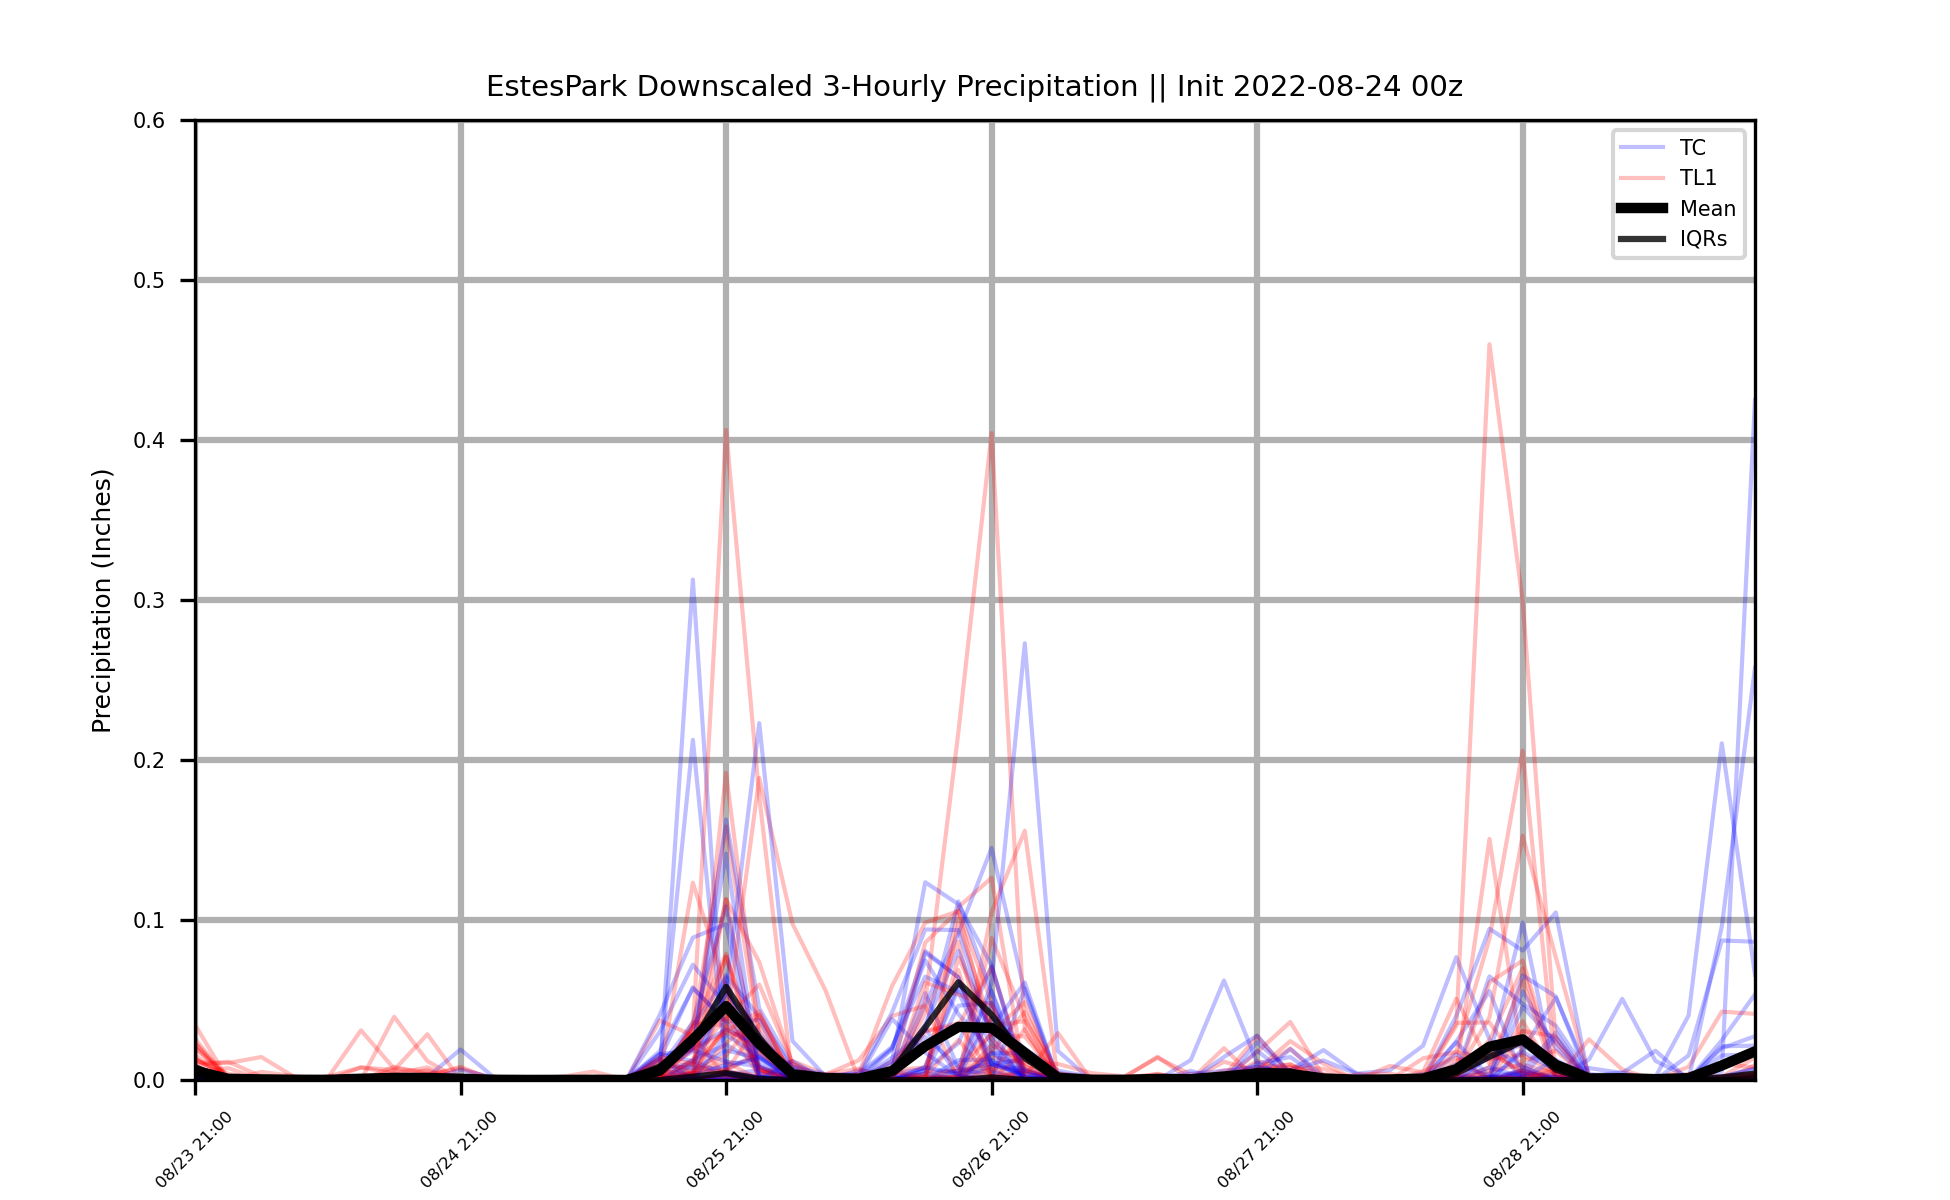 EstesPark Downscaled 3-Hourly Precipitation || Init 2022-08-24 00z
TC
TL1
Mean
IQRs
Precipitation (Inches)
0.6
0.5
0.4
0.3
0.2
0.1
0.0
08/23 21:00
08/24 21:00
08/25 21:00
08/26 21:00
08/27 21:00
08/28 21:00